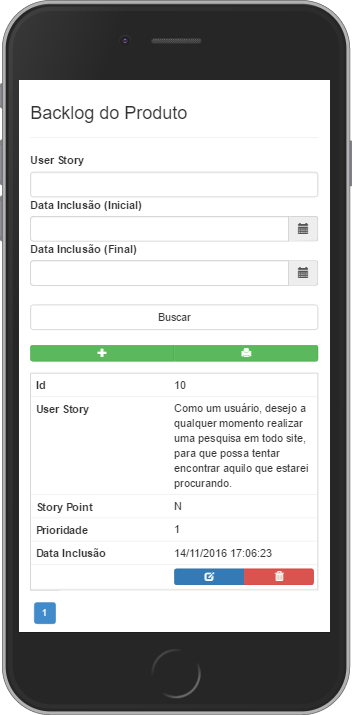 Backlog do Produto
User Story
Data Inclusão (Inicial)
Data Inclusão (Final)
Buscar
Id 10
User Story Como um usuário, desejo a
qualquer momento realizar
uma pesquisa em todo site,
para que possa tentar
encontrar aquilo que estarei
procurando.
Story Point N
Prioridade 1
Data Inclusão 14/11/2016 17:06:23
1